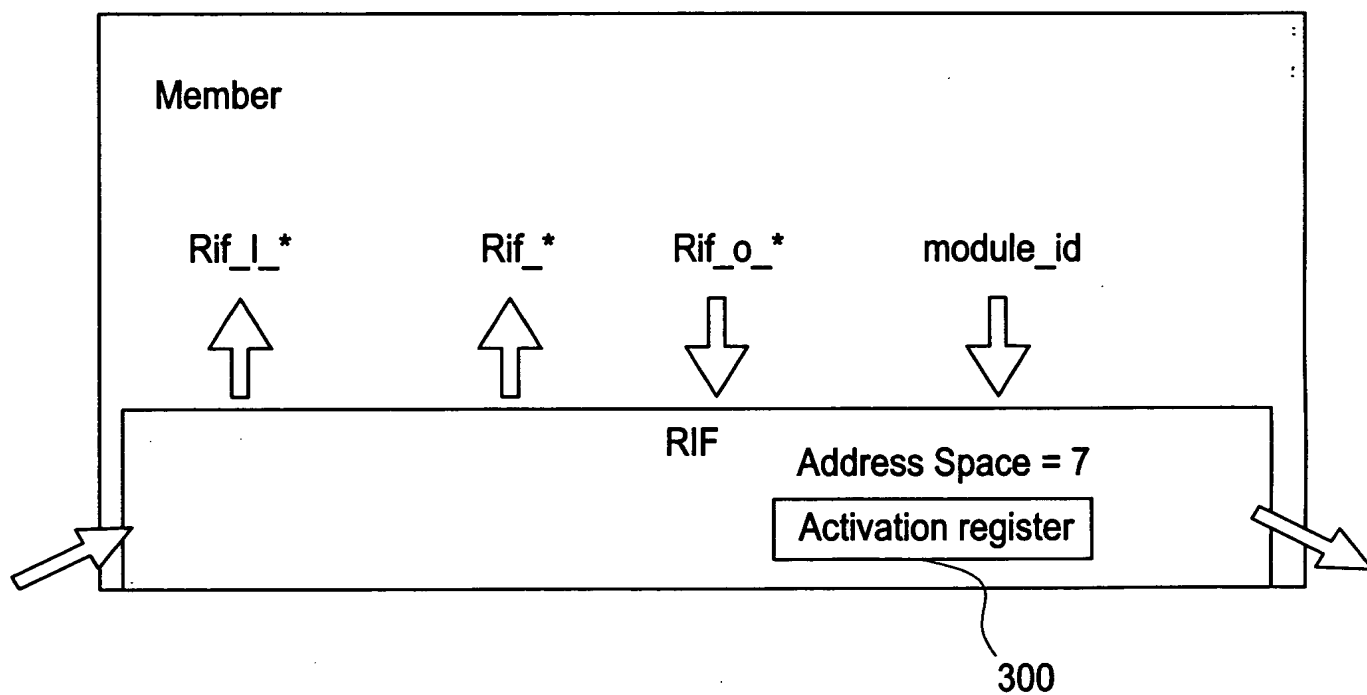 Member
Rif_I_* Rif_* Rif_o_* module_id
RIF
Address Space = 7
Activation register
300